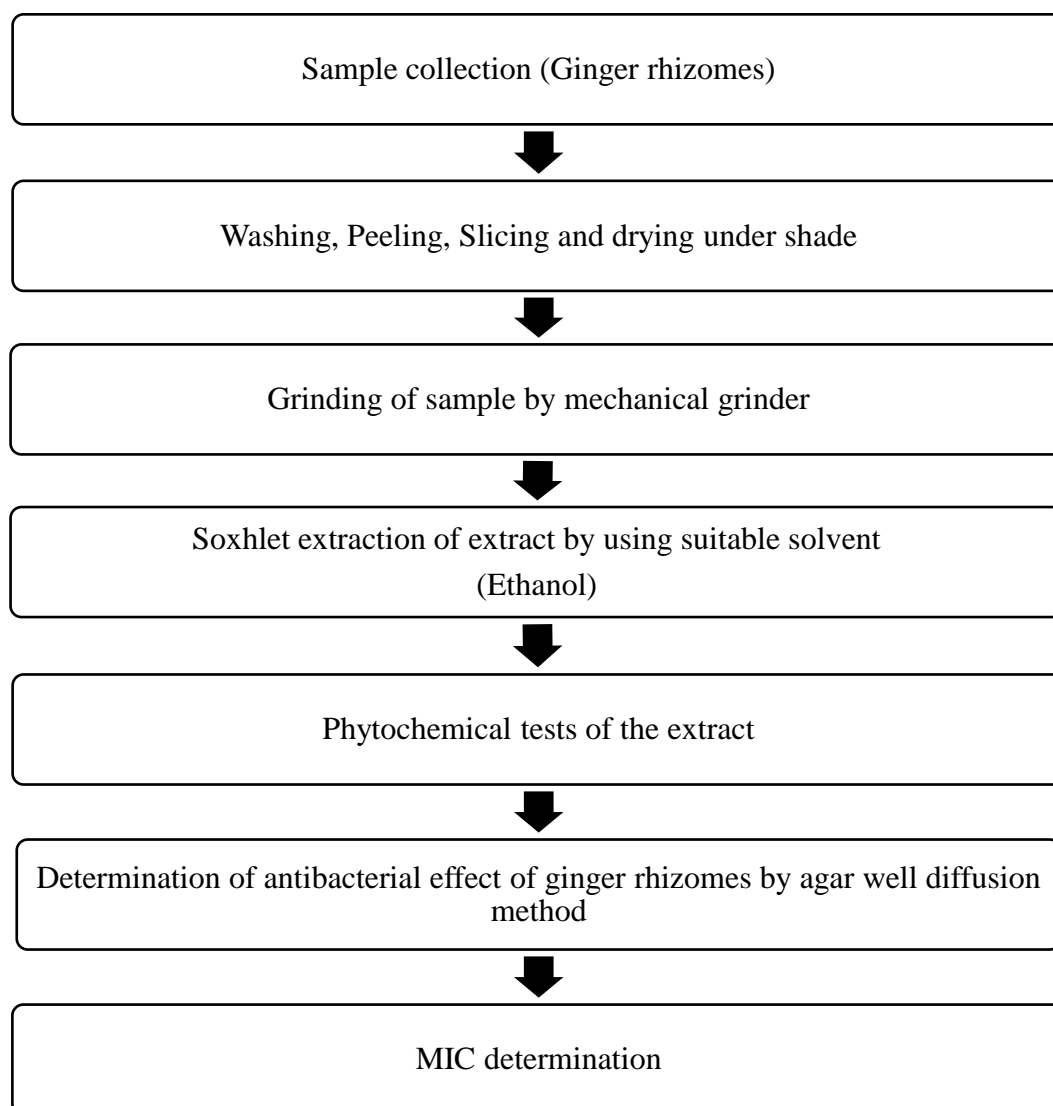 Sample collection (Ginger rhizomes)
Washing, Peeling, Slicing and drying under shade
Grinding of sample by mechanical grinder
Soxhlet extraction of extract by using suitable solvent
(Ethanol)
Phytochemical tests of the extract
Determination of antibacterial effect of ginger rhizomes by agar well diffusion
method
MIC determination